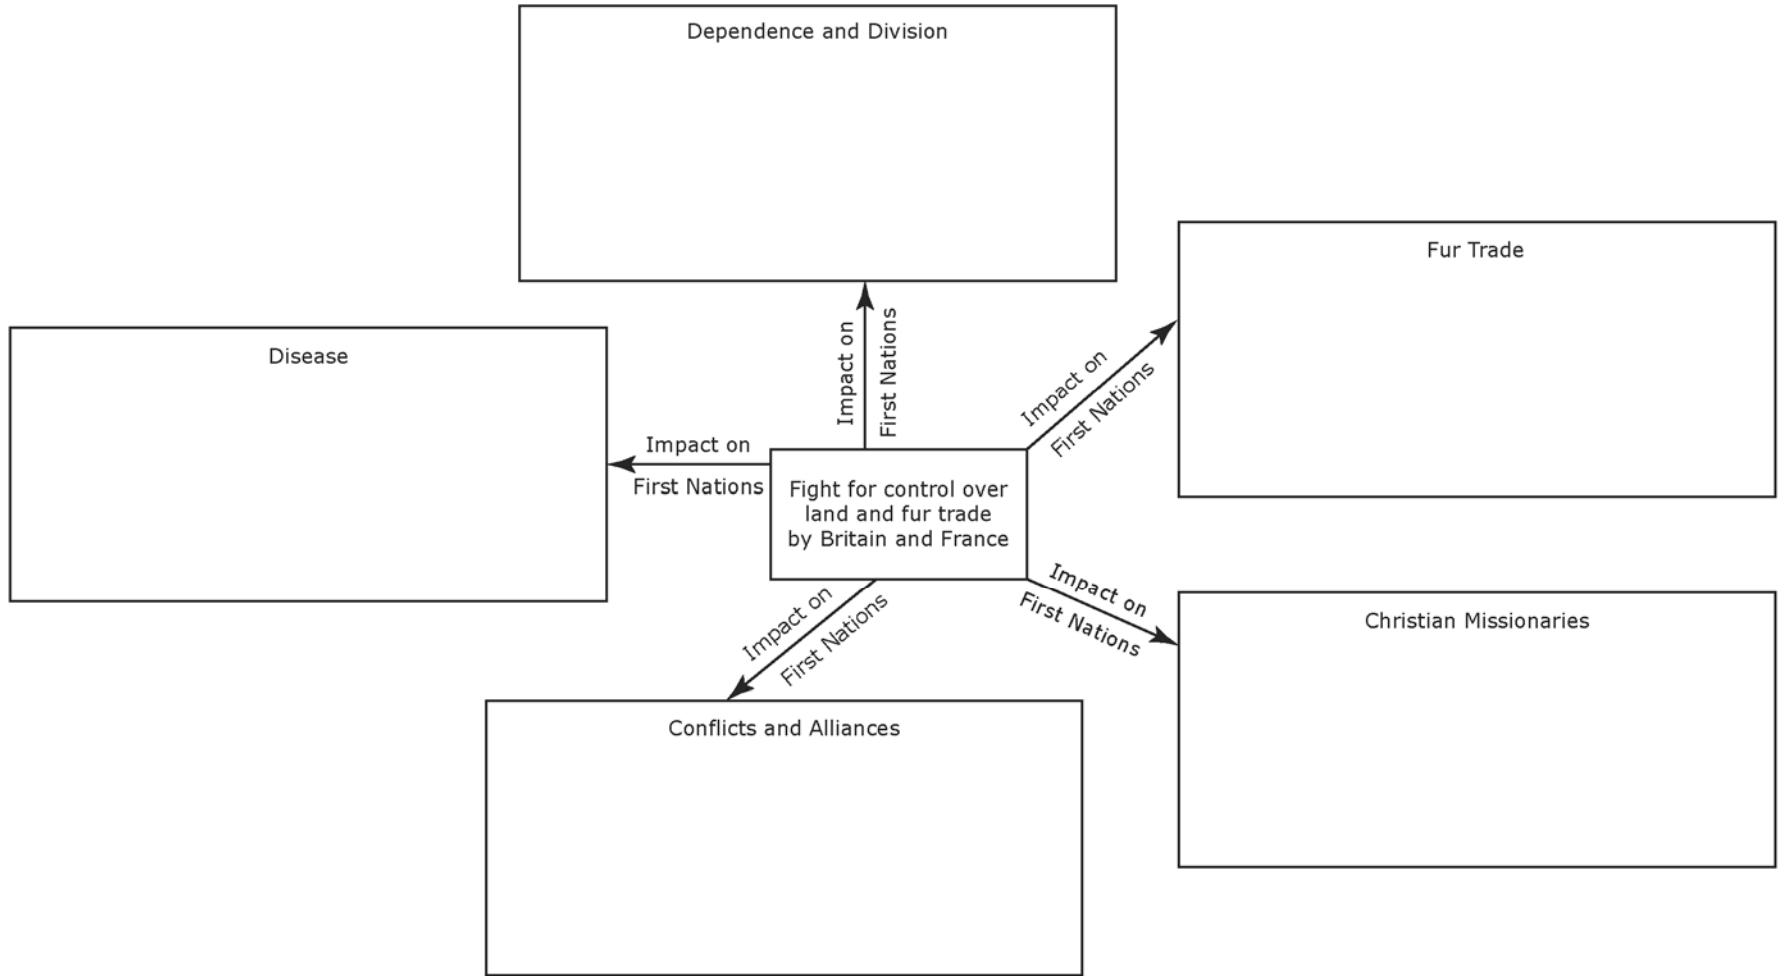 Dependence and Division
Fur Trade
Disease
Impact on
First Nations
Impact on
First Nations
Impact on
First Nations
Fight for control over
land and fur trade
by Britain and France
Impact on
First Nations
Impact on
First Nations
Christian Missionaries
Conflicts and Alliances